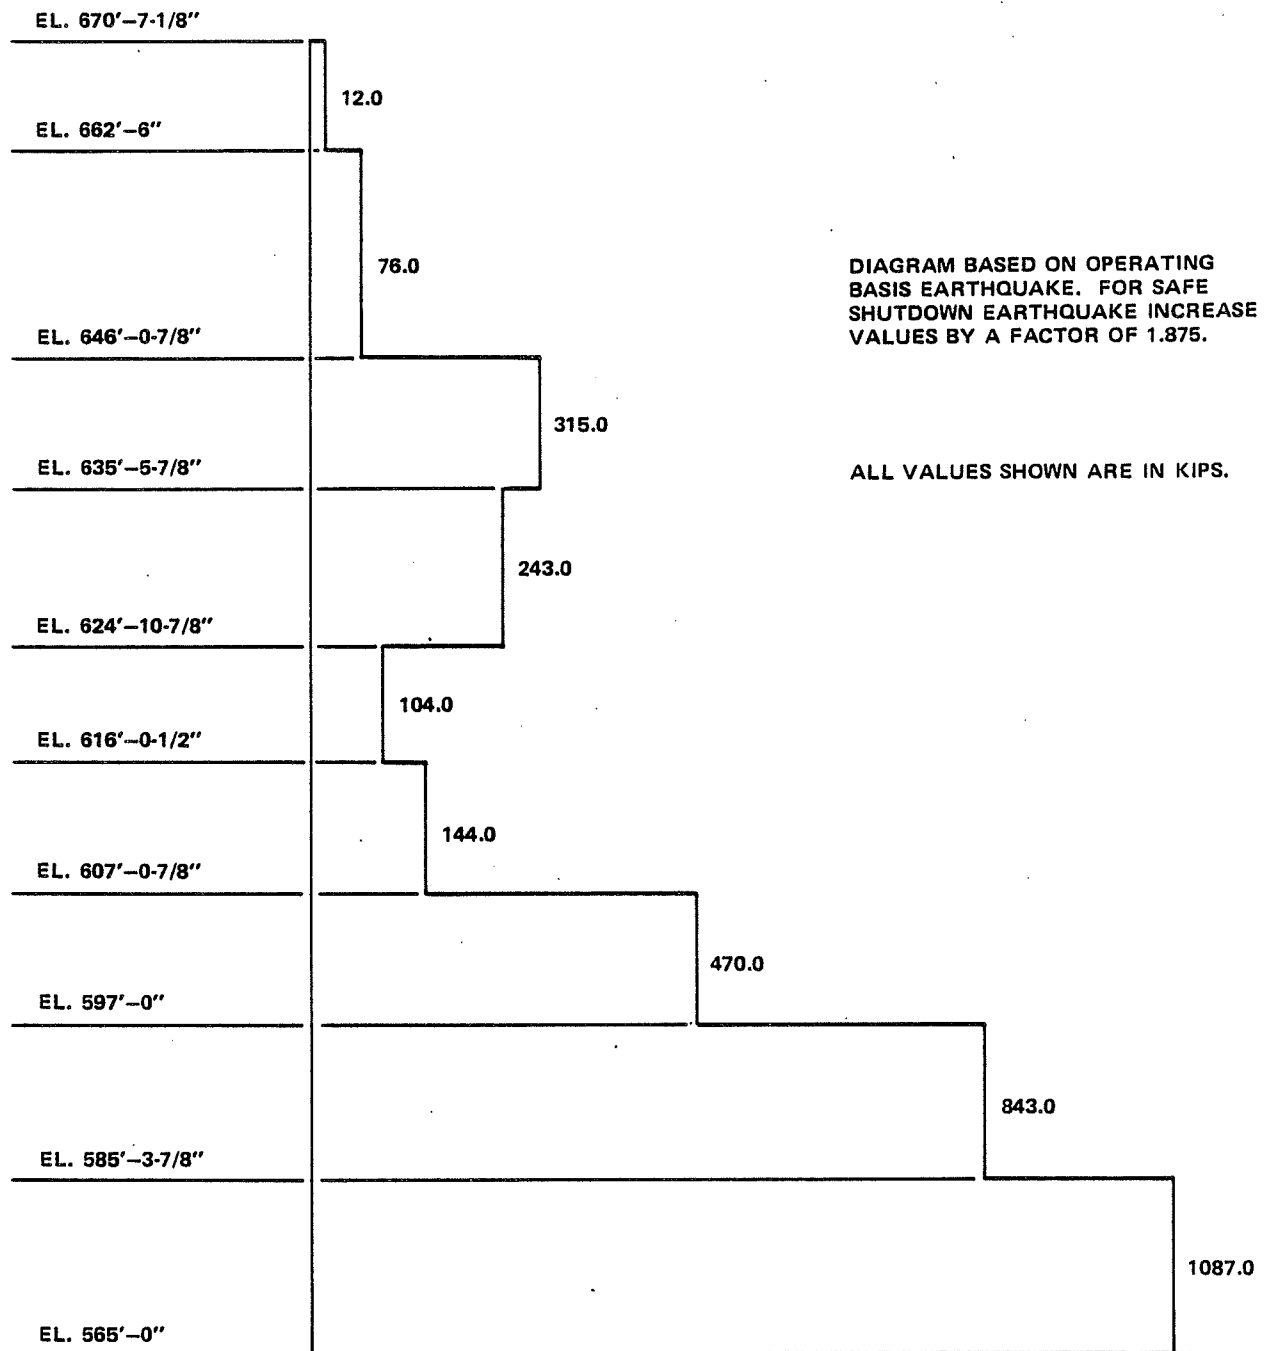 EL. 670'–7-1/8"
12.0
EL. 662'–6"
76.0
DIAGRAM BASED ON OPERATING
BASIS EARTHQUAKE. FOR SAFE
SHUTDOWN EARTHQUAKE INCREASE
VALUES BY A FACTOR OF 1.875.
EL. 646'–0-7/8"
315.0
EL. 635'–5-7/8"
ALL VALUES SHOWN ARE IN KIPS.
243.0
EL. 624'–10-7/8"
104.0
EL. 616'–0-1/2"
144.0
EL. 607'–0-7/8"
470.0
EL. 597'–0"
843.0
EL. 585'–3-7/8"
1087.0
EL. 565'–0"